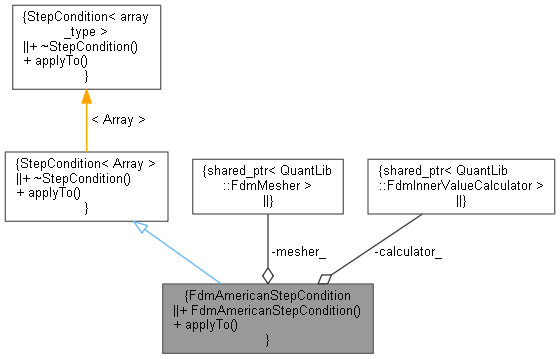 {StepCondition< array
_type >
||+ ~StepCondition()
+ applyTo()
}
< Array >
{StepCondition< Array >
||+ ~StepCondition()
+ applyTo()
}
{shared_ptr< QuantLib
::FdmMesher >
||}
{shared_ptr< QuantLib
::FdmInnerValueCalculator >
||}
-mesher_
-calculator_
{FdmAmericanStepCondition
||+ FdmAmericanStepCondition()
+ applyTo()
}